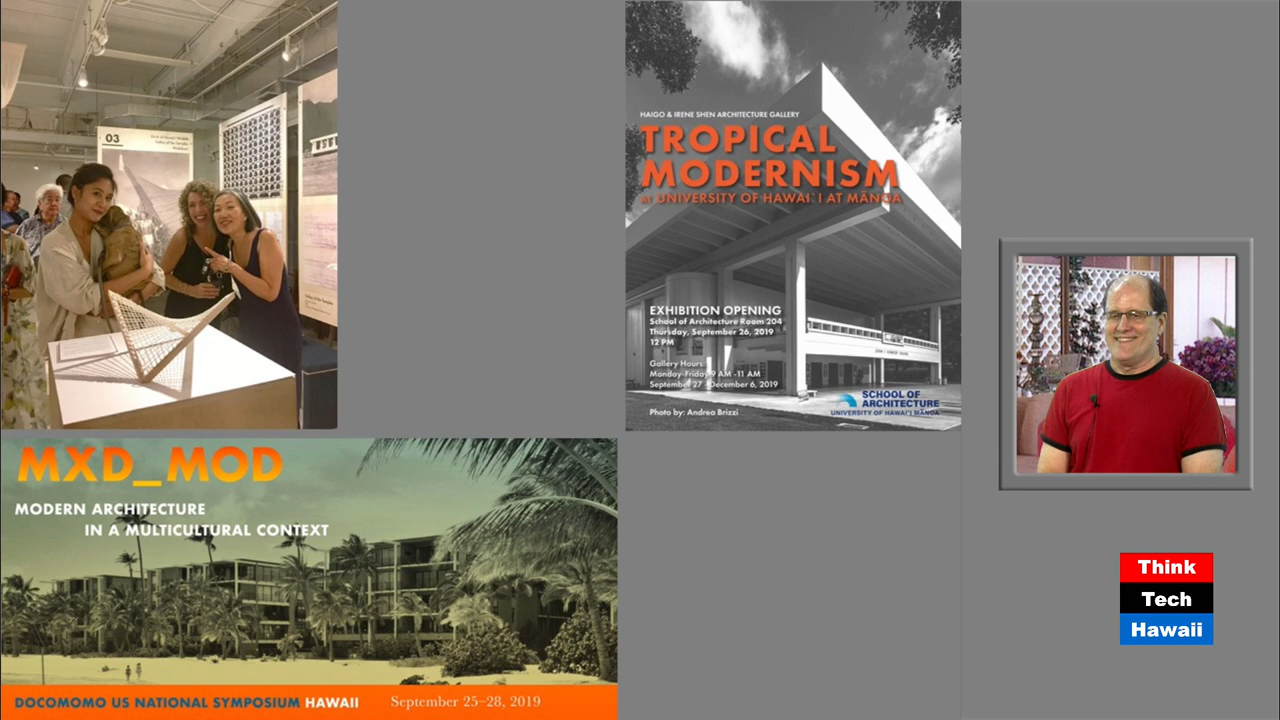 03
HAIGO & IRENE SHEN ARCHITECTURE GALLERY
TROPICAL
MODERNISM
AT UNIVERSITY OF HAWAI`I AT MĀNOA
EXHIBITION OPENING
School of Architecture Room 204
Thursday, September 26, 2019
12 PM
Gallery Hours:
Monday-Friday 9 AM -11 AM
September 27 - December 6, 2019
Photo by: Andrea Brizzi
SCHOOL OF
ARCHITECTURE
UNIVERSITY OF HAWAI'I MĀNOA
MXD_MOD
MODERN ARCHITECTURE
IN A MULTICULTURAL CONTEXT
DOCOMOMO US NATIONAL SYMPOSIUM HAWAII
September 25–28, 2019
Think
Tech
Hawaii